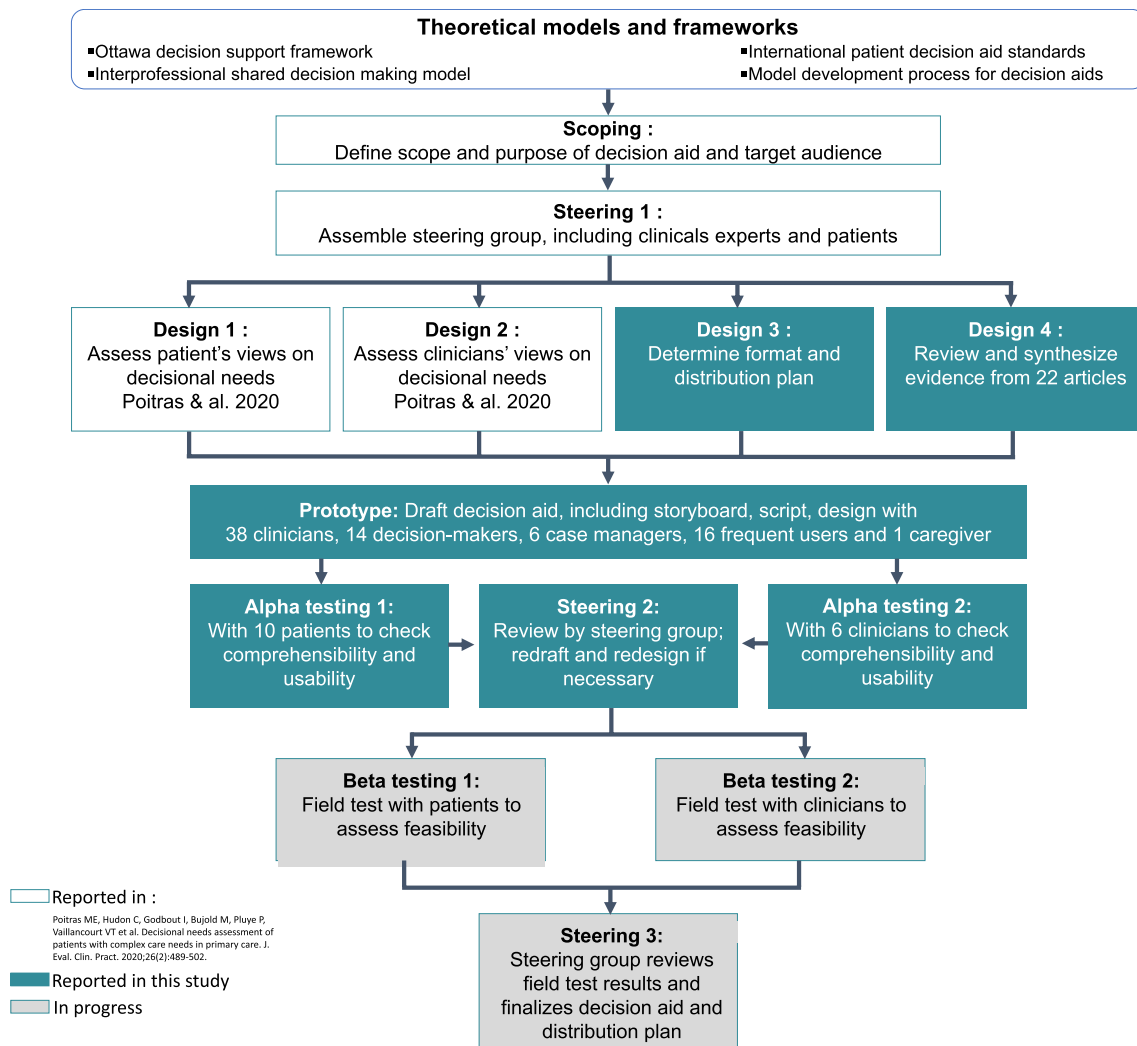 Theoretical models and frameworks
▪Ottawa decision support framework
▪Interprofessional shared decision making model
▪International patient decision aid standards
▪Model development process for decision aids
Scoping :
Define scope and purpose of decision aid and target audience
Steering 1 :
Assemble steering group, including clinicals experts and patients
Design 1 :
Assess patient's views on
decisional needs
Poitras & al. 2020
Design 2 :
Assess clinicians' views on
decisional needs
Poitras & al. 2020
Design 3 :
Determine format and
distribution plan
Design 4 :
Review and synthesize
evidence from 22 articles
Prototype: Draft decision aid, including storyboard, script, design with
38 clinicians, 14 decision-makers, 6 case managers, 16 frequent users and 1 caregiver
Alpha testing 1:
With 10 patients to check
comprehensibility and
usability
Steering 2:
Review by steering group;
redraft and redesign if
necessary
Alpha testing 2:
With 6 clinicians to check
comprehensibility and
usability
Beta testing 1:
Field test with patients to
assess feasibility
Beta testing 2:
Field test with clinicians to
assess feasibility
Steering 3:
Steering group reviews
field test results and
finalizes decision aid and
distribution plan
Reported in :
Poitras ME, Hudon C, Godbout I, Bujold M, Pluye P,
Vaillancourt VT et al. Decisional needs assessment of
patients with complex care needs in primary care. J.
Eval. Clin. Pract. 2020;26(2):489-502.
Reported in this study
In progress